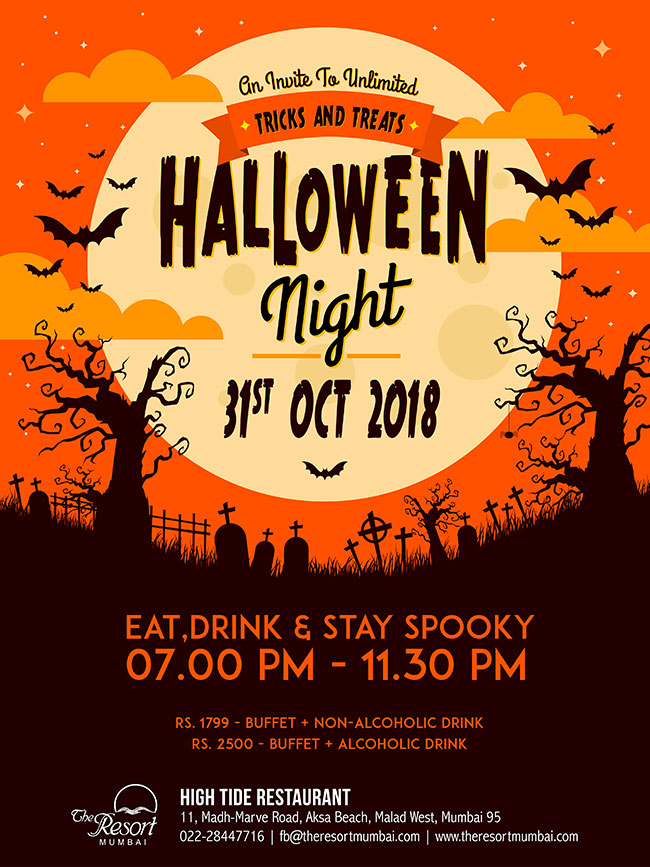 An Invite To Unlimited
TRICKS AND TREATS
HALLOWEEN
Night
31ST OCT 2018
EAT,DRINK & STAY SPOOKY
07.00 PM - 11.30 PM
RS. 1799 - BUFFET + NON-ALCOHOLIC DRINK
RS. 2500 - BUFFET + ALCOHOLIC DRINK
The Resort
MUMBAI
HIGH TIDE RESTAURANT
11, Madh-Marve Road, Aksa Beach, Malad West, Mumbai 95
022-28447716 | fb@theresortmumbai.com | www.theresortmumbai.com